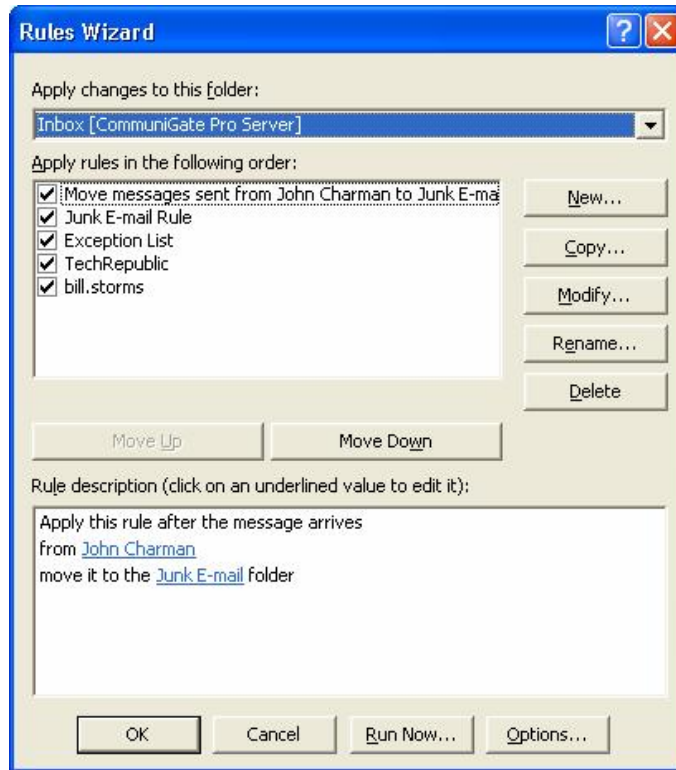 Rules Wizard
Apply changes to this folder:
Inbox [CommuniGate Pro Server]
Apply rules in the following order:
Move messages sent from John Charman to Junk E-ma
Junk E-mail Rule
Exception List
TechRepublic
bill.storms
New...
Copy...
Modify...
Rename...
Delete
Move Up
Move Down
Rule description (click on an underlined value to edit it):
Apply this rule after the message arrives
from John Charman
move it to the Junk E-mail folder
OK
Cancel
Run Now...
Options...